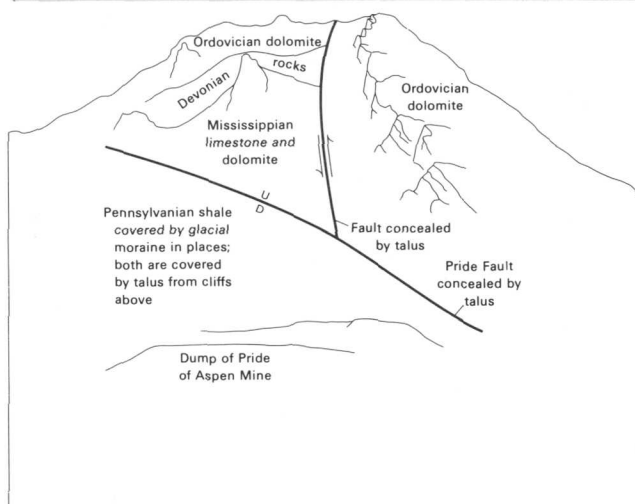 Ordovician dolomite
Devonian
rocks
Ordovician
dolomite
Mississippian
limestone and
dolomite
U
D
Pennsylvanian shale
covered by glacial
moraine in places;
both are covered
by talus from cliffs
above
Fault concealed
by talus
Pride Fault
concealed by
talus
Dump of Pride
of Aspen Mine